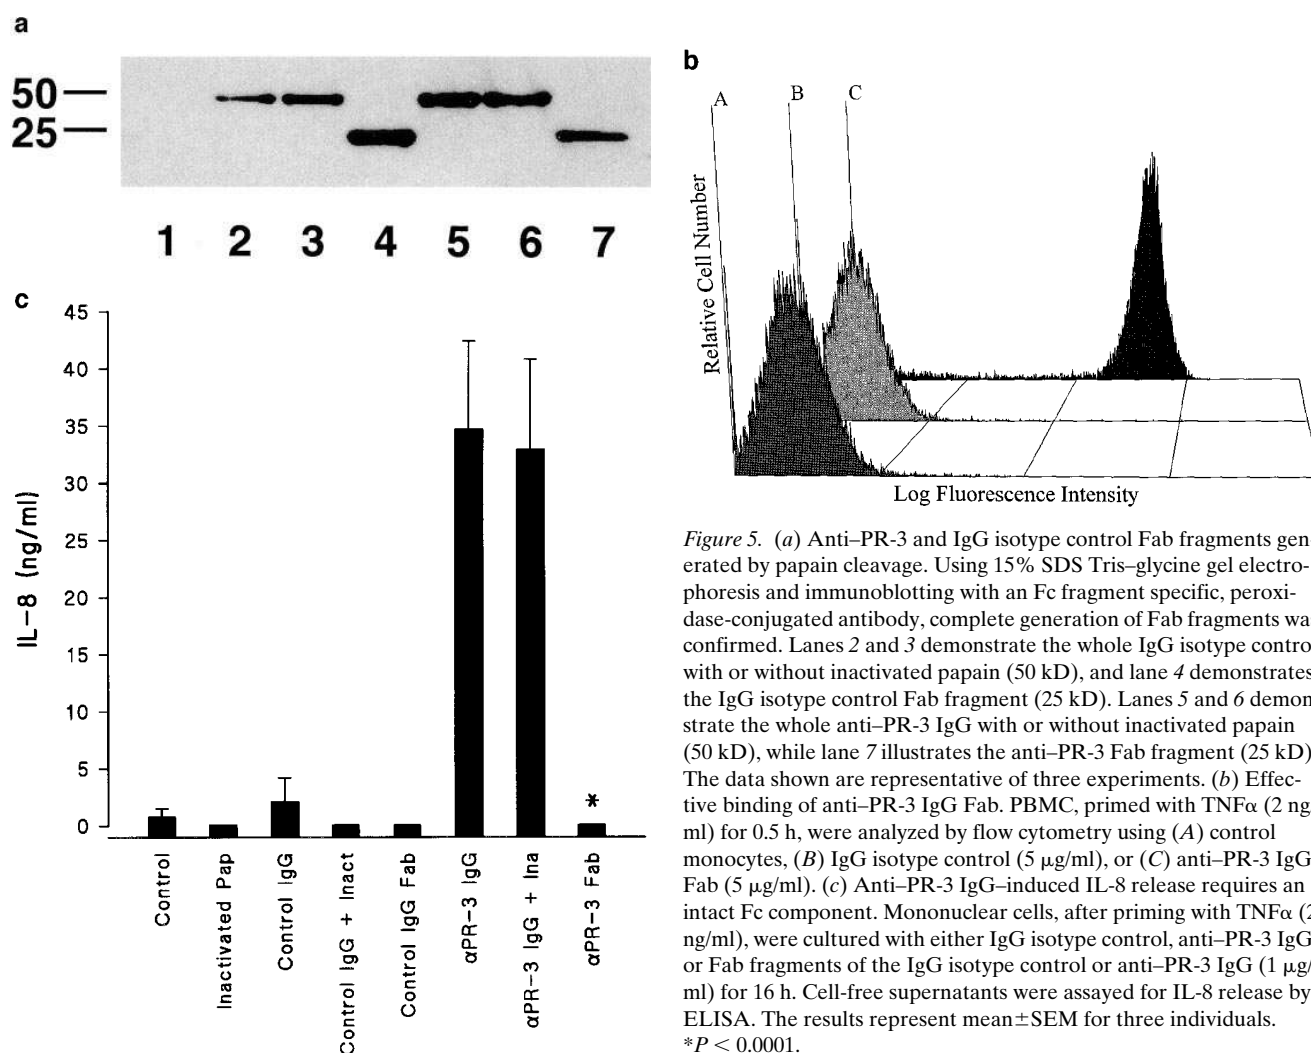 a
50
25
1 2 3 4 5 6 7
b
A
B
C
Relative Cell Number
Log Fluorescence Intensity
c
45
40
35
30
25
20
15
10
5
0
IL-8 (ng/ml)
*
Control
Inactivated Pap
Control IgG
Control IgG + Inact
Control IgG Fab
αPR-3 IgG
αPR-3 IgG + Ina
αPR-3 Fab
Figure 5. (a) Anti–PR-3 and IgG isotype control Fab fragments gen-
erated by papain cleavage. Using 15% SDS Tris–glycine gel electro-
phoresis and immunoblotting with an Fc fragment specific, peroxi-
dase-conjugated antibody, complete generation of Fab fragments wa
confirmed. Lanes 2 and 3 demonstrate the whole IgG isotype contro
with or without inactivated papain (50 kD), and lane 4 demonstrates
the IgG isotype control Fab fragment (25 kD). Lanes 5 and 6 demon
strate the whole anti–PR-3 IgG with or without inactivated papain
(50 kD), while lane 7 illustrates the anti–PR-3 Fab fragment (25 kD)
The data shown are representative of three experiments. (b) Effec-
tive binding of anti–PR-3 IgG Fab. PBMC, primed with TNFα (2 ng
ml) for 0.5 h, were analyzed by flow cytometry using (A) control
monocytes, (B) IgG isotype control (5 μg/ml), or (C) anti–PR-3 IgG
Fab (5 μg/ml). (c) Anti–PR-3 IgG–induced IL-8 release requires an
intact Fc component. Mononuclear cells, after priming with TNFα (2
ng/ml), were cultured with either IgG isotype control, anti–PR-3 IgG
or Fab fragments of the IgG isotype control or anti–PR-3 IgG (1 μg/
ml) for 16 h. Cell-free supernatants were assayed for IL-8 release by
ELISA. The results represent mean±SEM for three individuals.
*P < 0.0001.